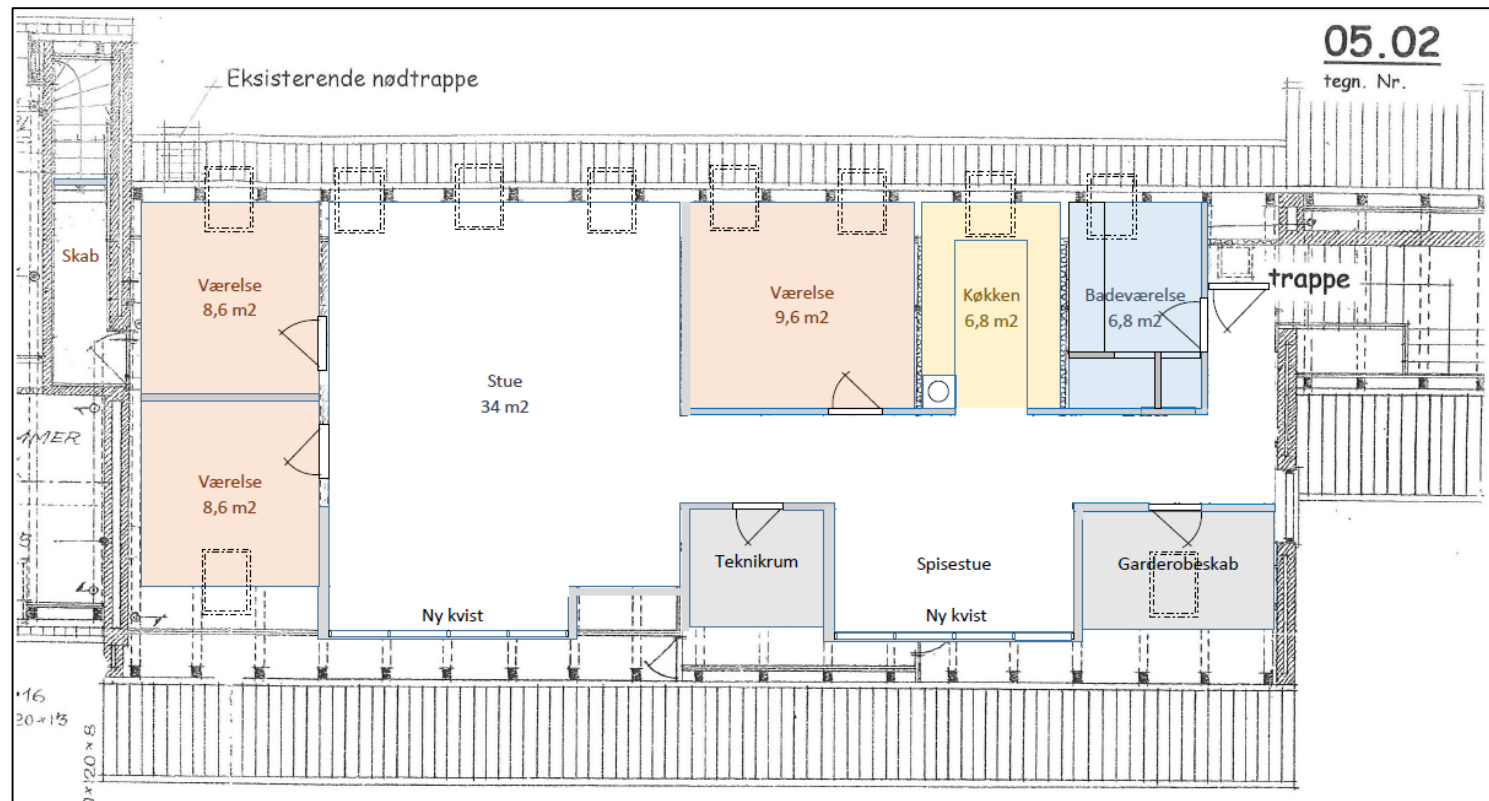 05.02
tegn. Nr.
Eksisterende nødtrappe
Skab
Værelse
8,6 m2
Værelse
9,6 m2
Køkken
6,8 m2
Badeværelse
6,8 m2
trappe
Stue
34 m2
Værelse
8,6 m2
Teknikrum
Spisestue
Garderobeskab
Ny kvist
Ny kvist